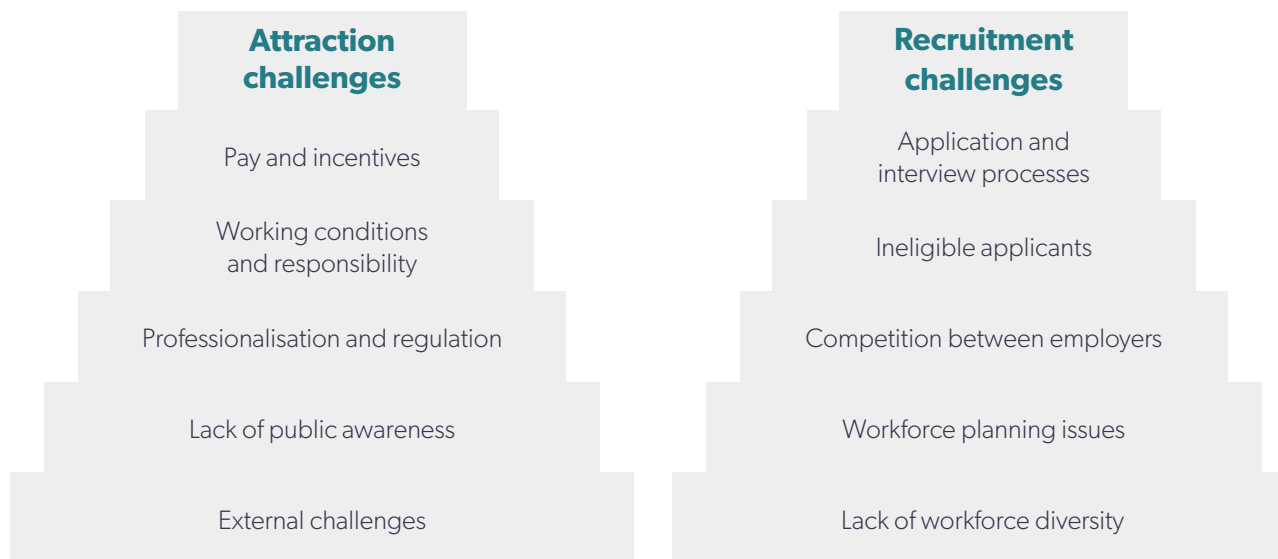 Attraction
challenges
Pay and incentives
Working conditions
and responsibility
Professionalisation and regulation
Lack of public awareness
External challenges
Recruitment
challenges
Application and
interview processes
Ineligible applicants
Competition between employers
Workforce planning issues
Lack of workforce diversity